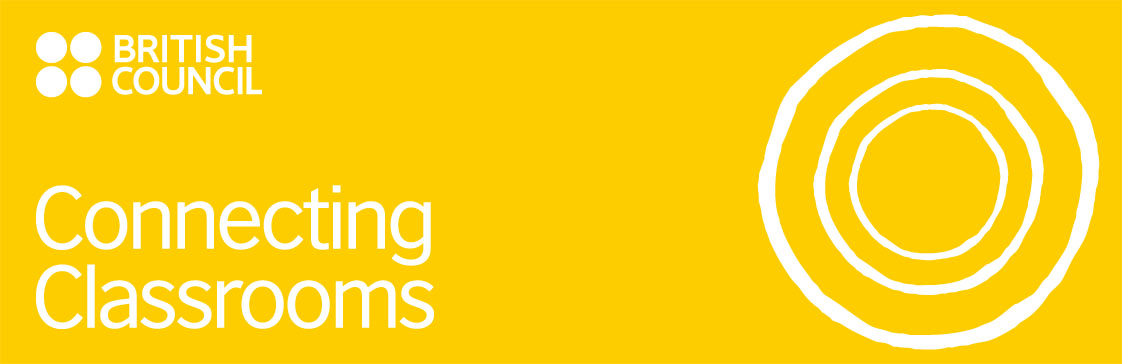 BRITISH
COUNCIL
Connecting
Classrooms